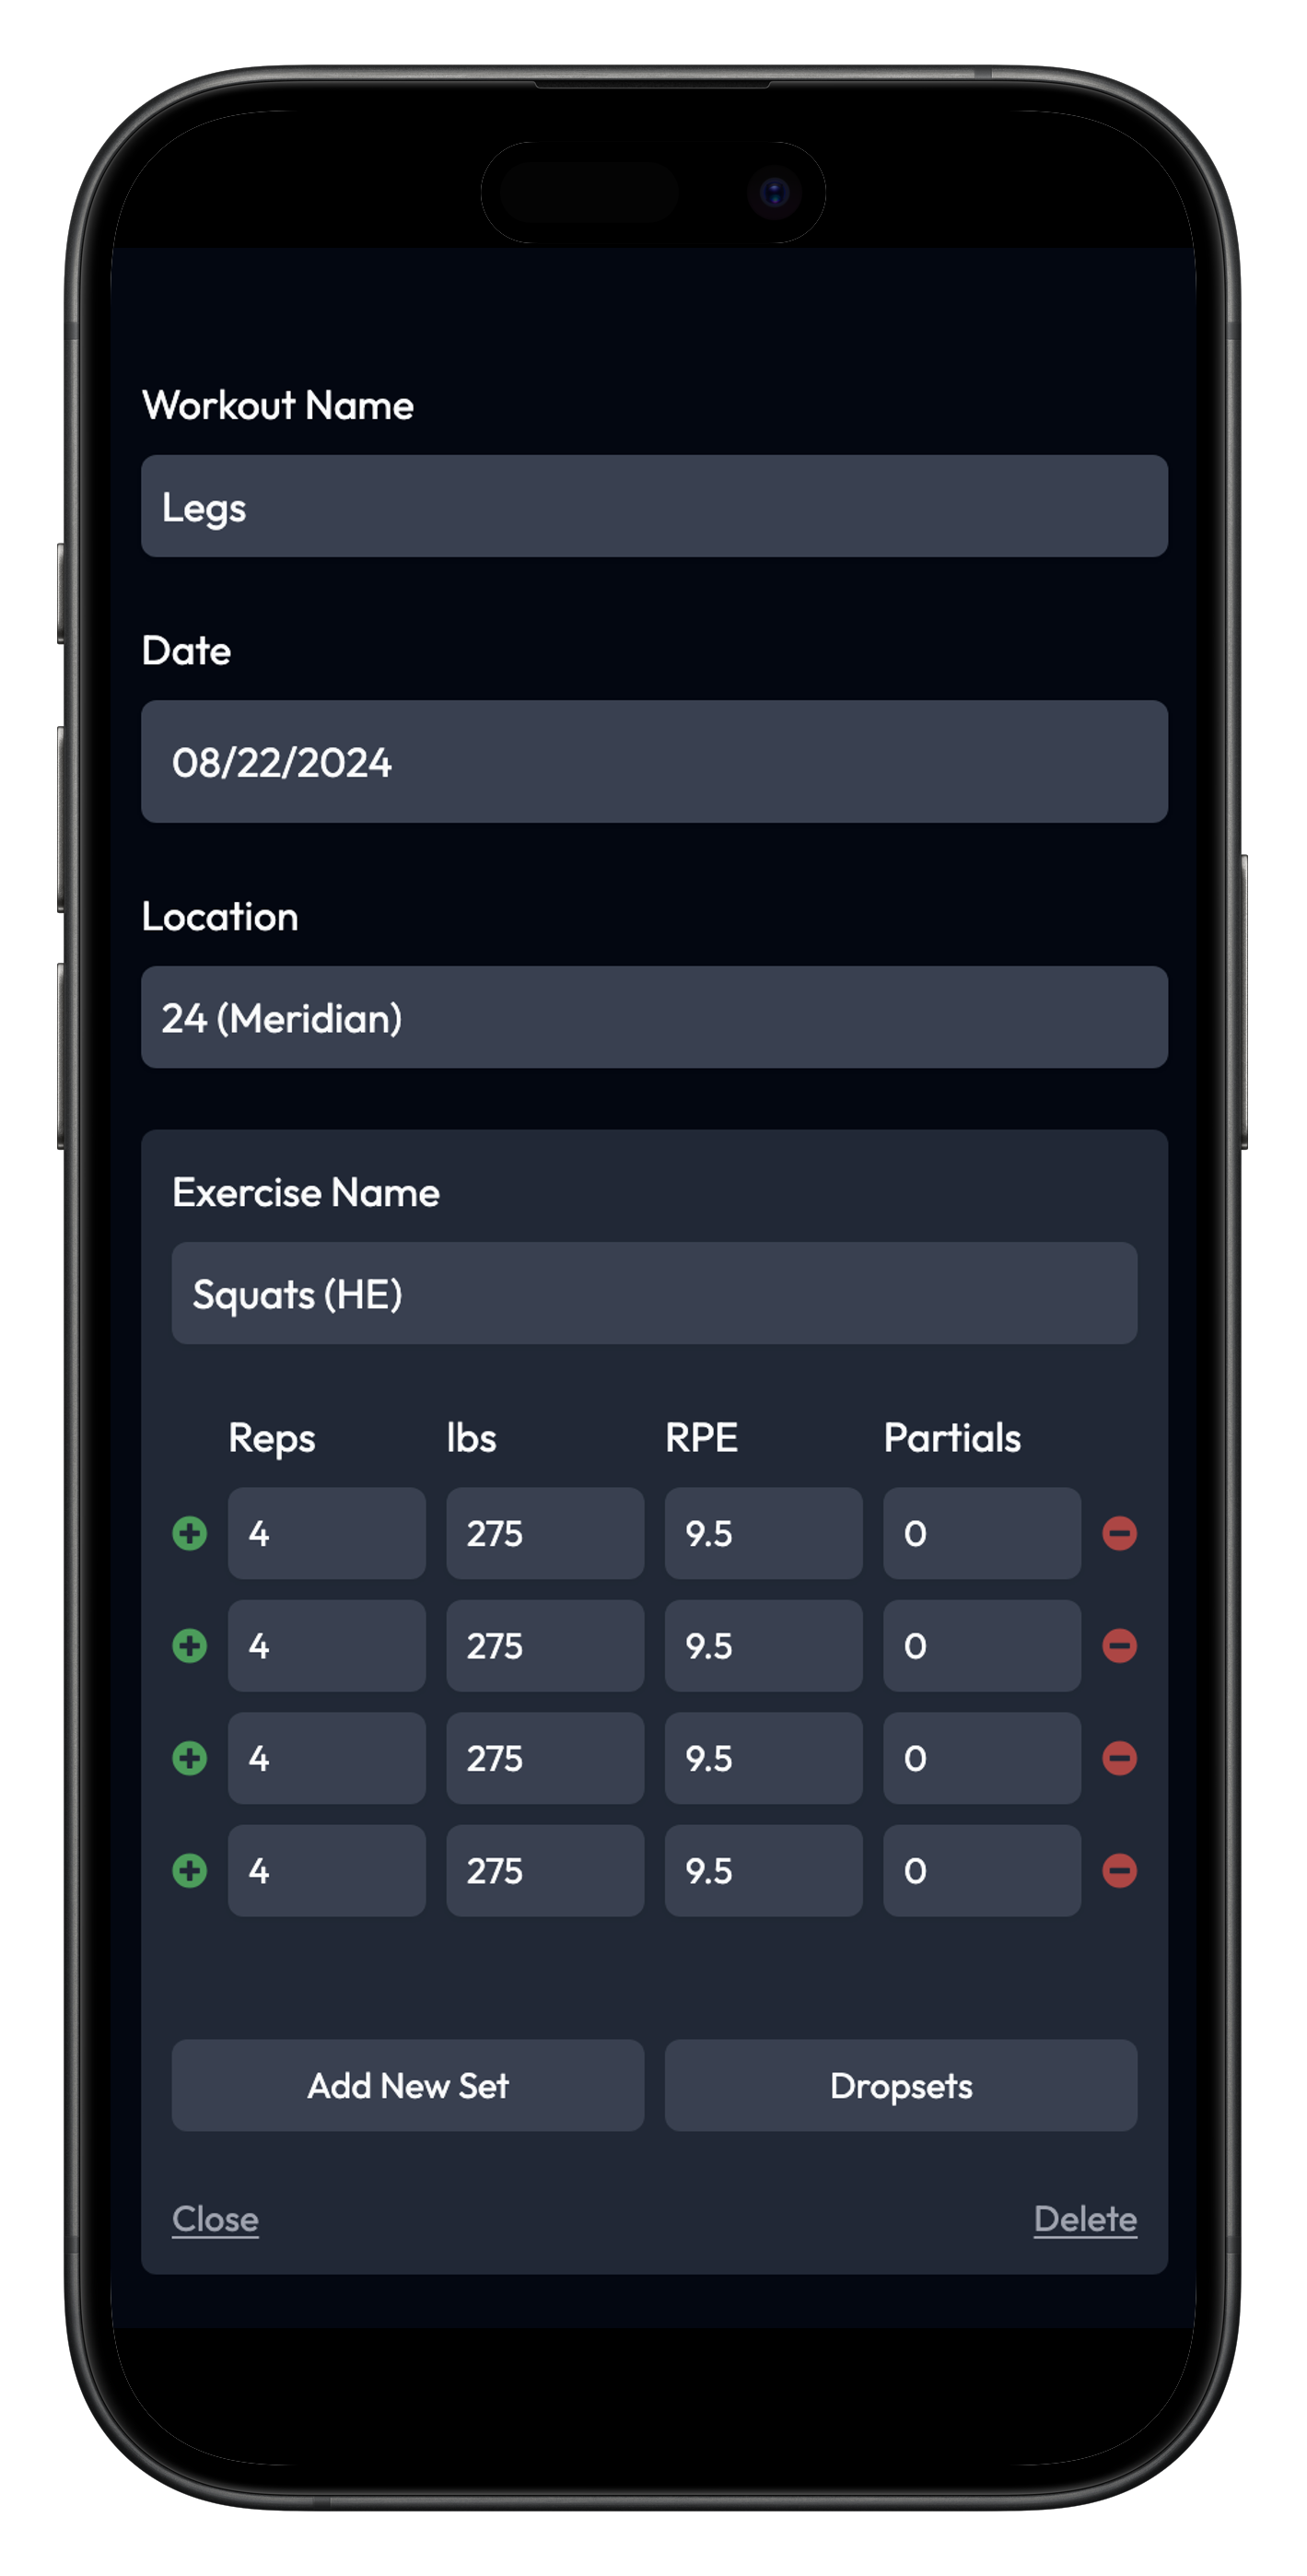 Workout Name
Legs
Date
08/22/2024
Location
24 (Meridian)
Exercise Name
Squats (HE)
Reps lbs RPE Partials
4 275 9.5 0
4 275 9.5 0
4 275 9.5 0
4 275 9.5 0
Add New Set Dropsets
Close Delete